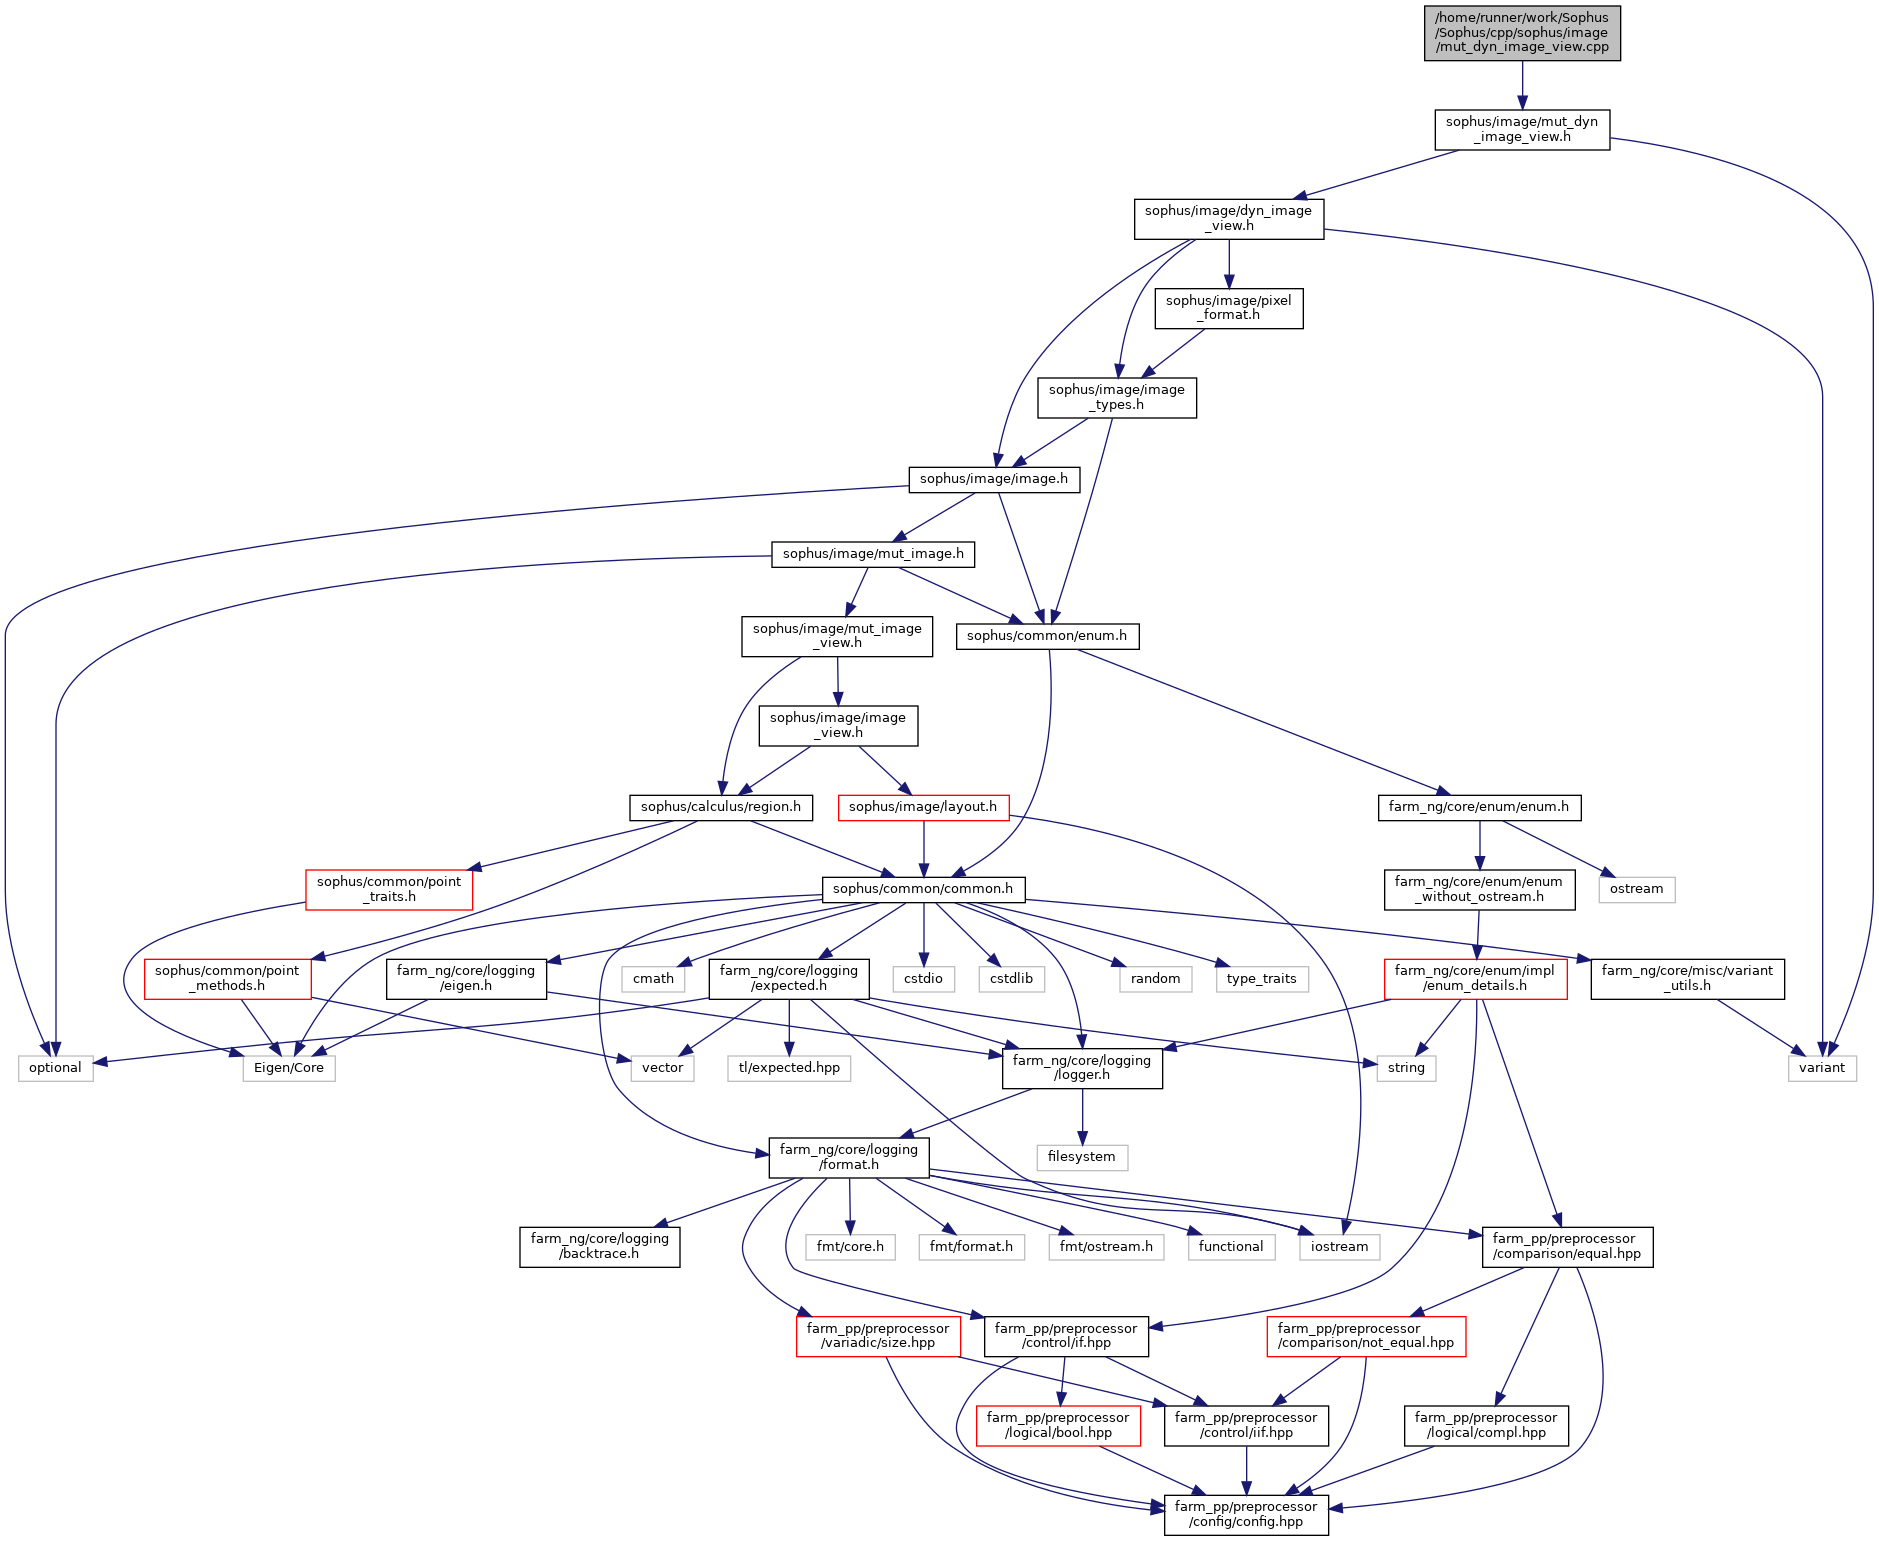 /home/runner/work/Sophus
/Sophus/cpp/sophus/image
/mut_dyn_image_view.cpp
sophus/image/mut_dyn
_image_view.h
sophus/image/dyn_image
_view.h
sophus/image/pixel
_format.h
sophus/image/image
_types.h
sophus/image/image.h
sophus/image/mut_image.h
sophus/image/mut_image
_view.h
sophus/common/enum.h
sophus/image/image
_view.h
sophus/calculus/region.h
sophus/image/layout.h
farm_ng/core/enum/enum.h
sophus/common/point
_traits.h
sophus/common/common.h
farm_ng/core/enum/enum
_without_ostream.h
ostream
sophus/common/point
_methods.h
farm_ng/core/logging
/eigen.h
cmath
farm_ng/core/logging
/expected.h
cstdio
cstdlib
random
type_traits
farm_ng/core/enum/impl
/enum_details.h
farm_ng/core/misc/variant
_utils.h
optional
Eigen/Core
vector
tl/expected.hpp
farm_ng/core/logging
/logger.h
string
variant
farm_ng/core/logging
/format.h
filesystem
farm_ng/core/logging
/backtrace.h
fmt/core.h
fmt/format.h
fmt/ostream.h
functional
iostream
farm_pp/preprocessor
/comparison/equal.hpp
farm_pp/preprocessor
/variadic/size.hpp
farm_pp/preprocessor
/control/if.hpp
farm_pp/preprocessor
/comparison/not_equal.hpp
farm_pp/preprocessor
/logical/bool.hpp
farm_pp/preprocessor
/control/iif.hpp
farm_pp/preprocessor
/logical/compl.hpp
farm_pp/preprocessor
/config/config.hpp